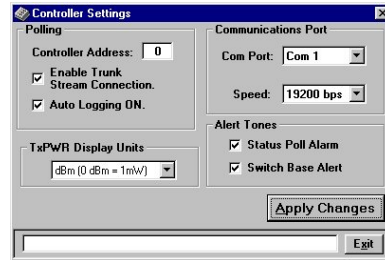 Controller Settings
Polling
Controller Address: 0
Enable Trunk
Stream Connection.
Auto Logging ON.
TxPWR Display Units
dBm (0 dBm = 1mW)
Communications Port
Com Port: Com 1
Speed: 19200 bps
Alert Tones
Status Poll Alarm
Switch Base Alert
Apply Changes
Exit